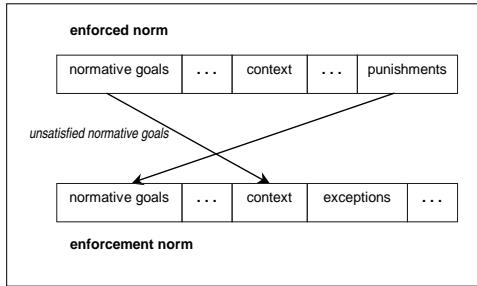 enforced norm
normative goals ... context ... punishments
unsatisfied normative goals
normative goals ... context exceptions ...
enforcement norm